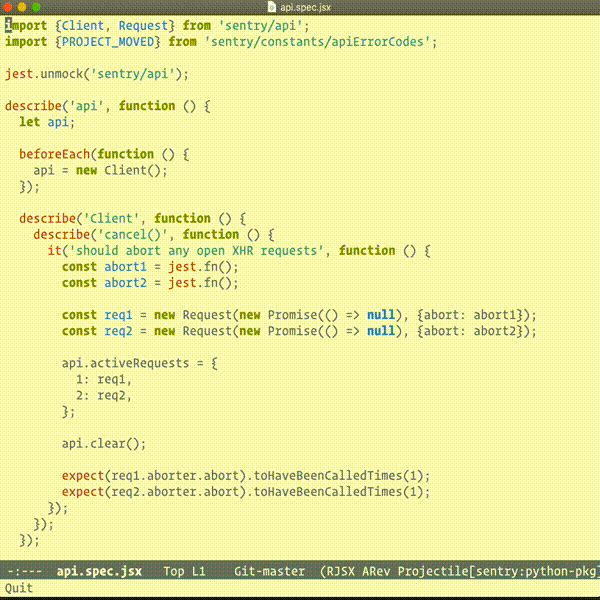 api.spec.jsx
import {Client, Request} from 'sentry/api';
import {PROJECT_MOVED} from 'sentry/constants/apiErrorCodes';
jest.unmock('sentry/api');
describe('api', function () {
  let api;
  beforeEach(function () {
    api = new Client();
  });
  describe('Client', function () {
    describe('cancel()', function () {
      it('should abort any open XHR requests', function () {
        const abort1 = jest.fn();
        const abort2 = jest.fn();
        const req1 = new Request(new Promise(() => null), {abort: abort1});
        const req2 = new Request(new Promise(() => null), {abort: abort2});
        api.activeRequests = {
          1: req1,
          2: req2,
        };
        api.clear();
        expect(req1.aborter.abort).toHaveBeenCalledTimes(1);
        expect(req2.aborter.abort).toHaveBeenCalledTimes(1);
      });
    });
  });
-:---  api.spec.jsx   Top L1    Git-master  (RJSX ARev Projectile[sentry:python-pkg]
Quit